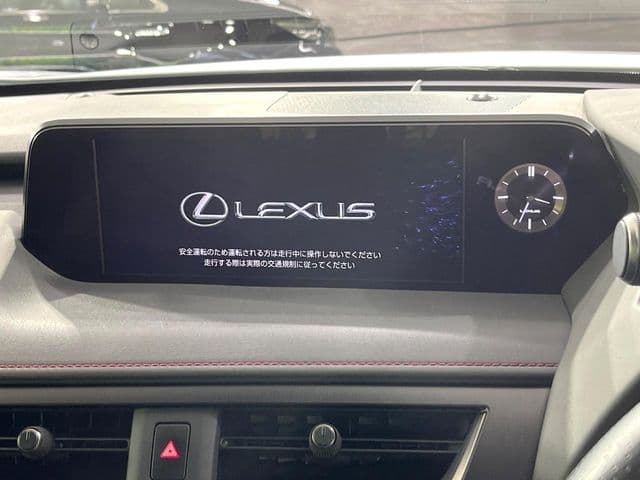 LEXUS
安全運転のため運転される方は走行中に操作しないでください
走行する際は実際の交通規制に従ってください